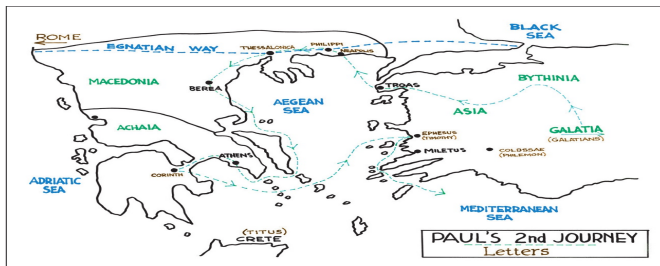 ROME
EGNATIAN WAY
THESSALONICA
PHILIPPI
NEAPOLIS
BLACK
SEA
MACEDONIA
BEREA
AEGEAN
SEA
TROAS
BYTHINIA
ASIA
ACHAIA
EPHESUS
(TIMOTHY)
GALATIA
(GALATIANS)
ATHENS
MILETUS
COLOSSAE
(PHILEMON)
CORINTH
ADRIATIC
SEA
MEDITERRANEAN
SEA
(TITUS)
CRETE
PAUL'S 2nd JOURNEY
Letters